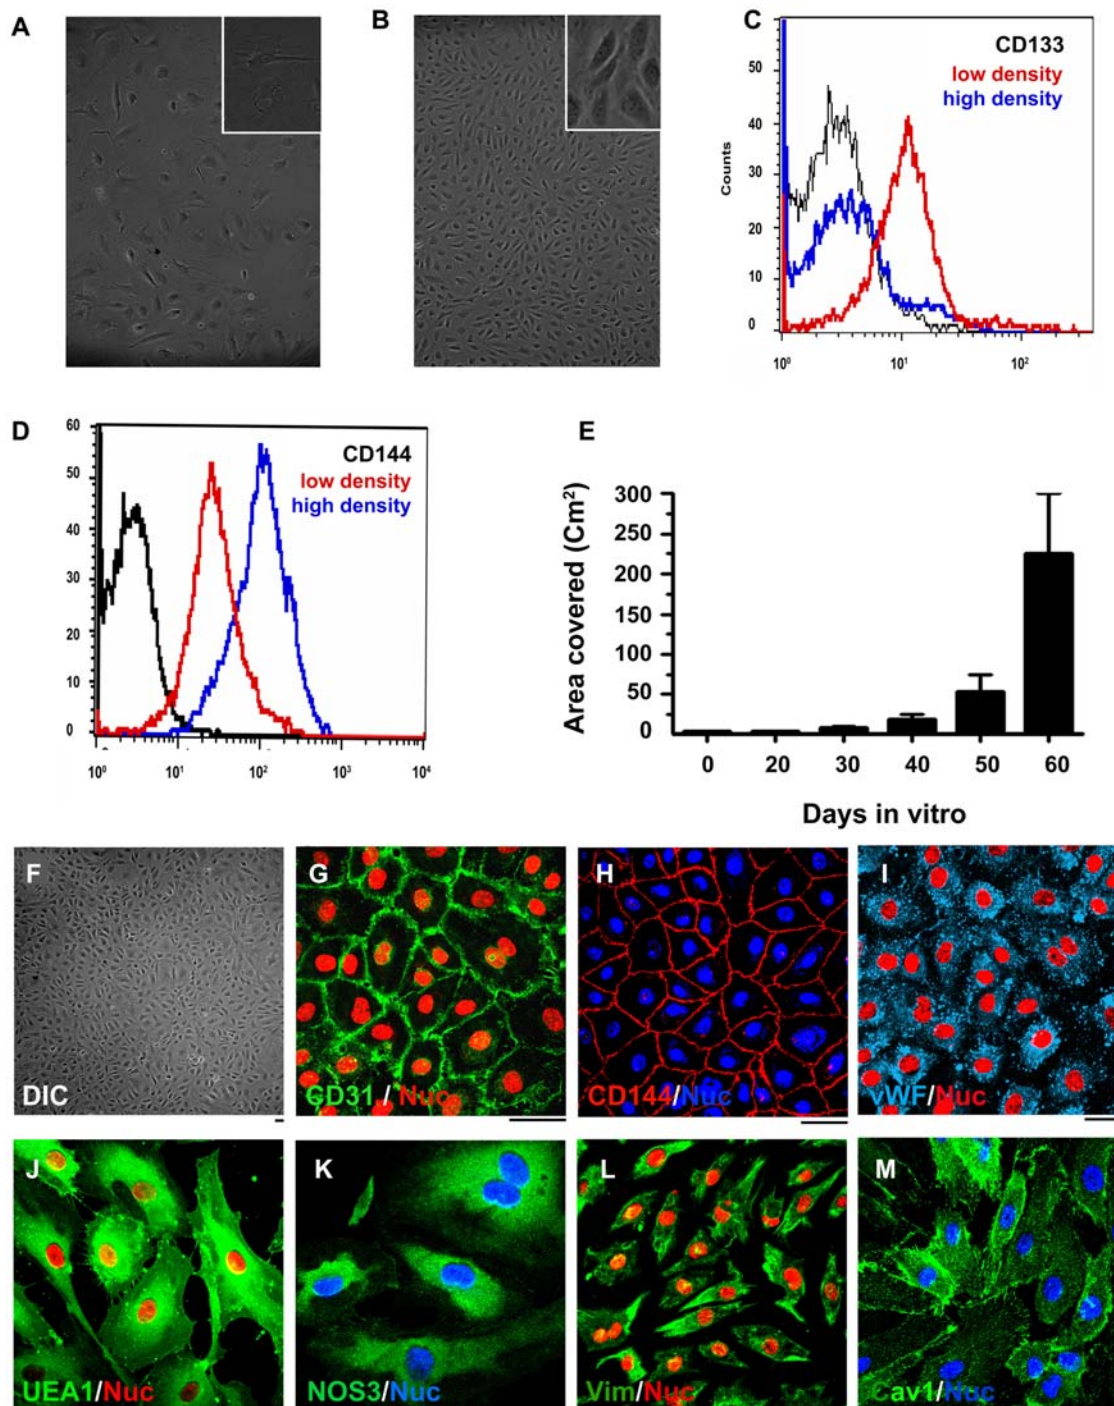 A
B
C
CD133
low density
high density
Counts
60
50
40
30
20
10
0
10⁰
10¹
10²
D
CD144
low density
high density
60
50
40
30
20
10
0
10⁰
10¹
10²
10³
10⁴
E
Area covered (Cm²)
300
250
200
150
100
50
0
0 20 30 40 50 60
Days in vitro
F
DIC
G
CD31 / Nuc
H
CD144/Nuc
I
vWF/Nuc
J
UEA1/Nuc
K
NOS3/Nuc
L
Vim/Nuc
M
Cav1/Nuc